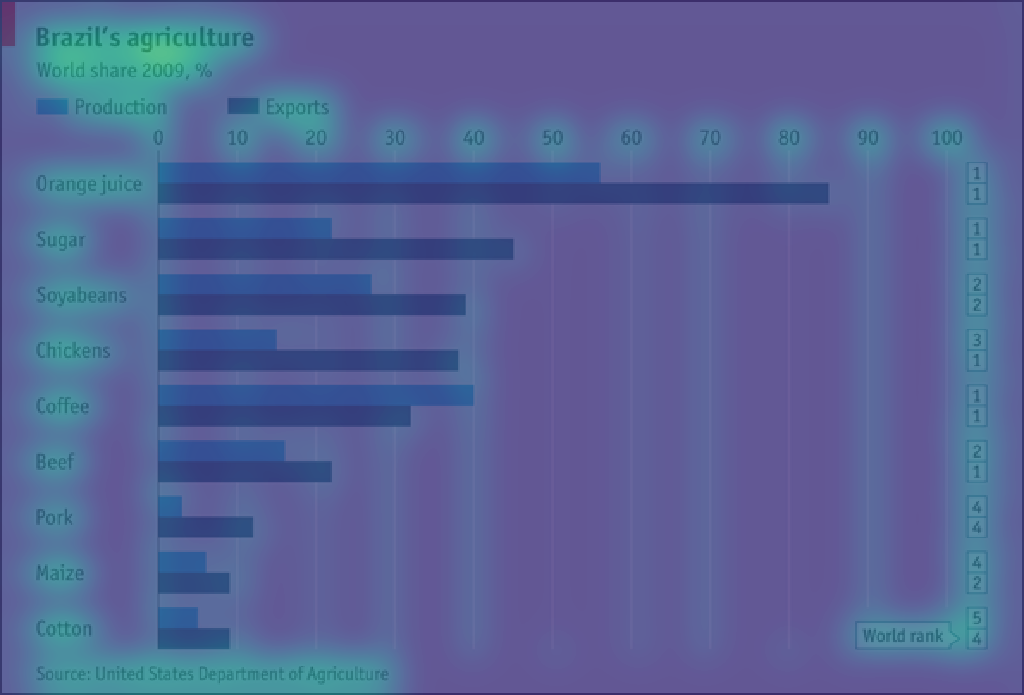 Brazil's agriculture
World share 2009, %
Production Exports
0 10 20 30 40 50 60 70 80 90 100
Orange juice 1
1
Sugar 1
1
Soyabeans 2
2
Chickens 3
1
Coffee 1
1
Beef 2
1
Pork 4
4
Maize 4
2
Cotton 5
World rank 4
Source: United States Department of Agriculture